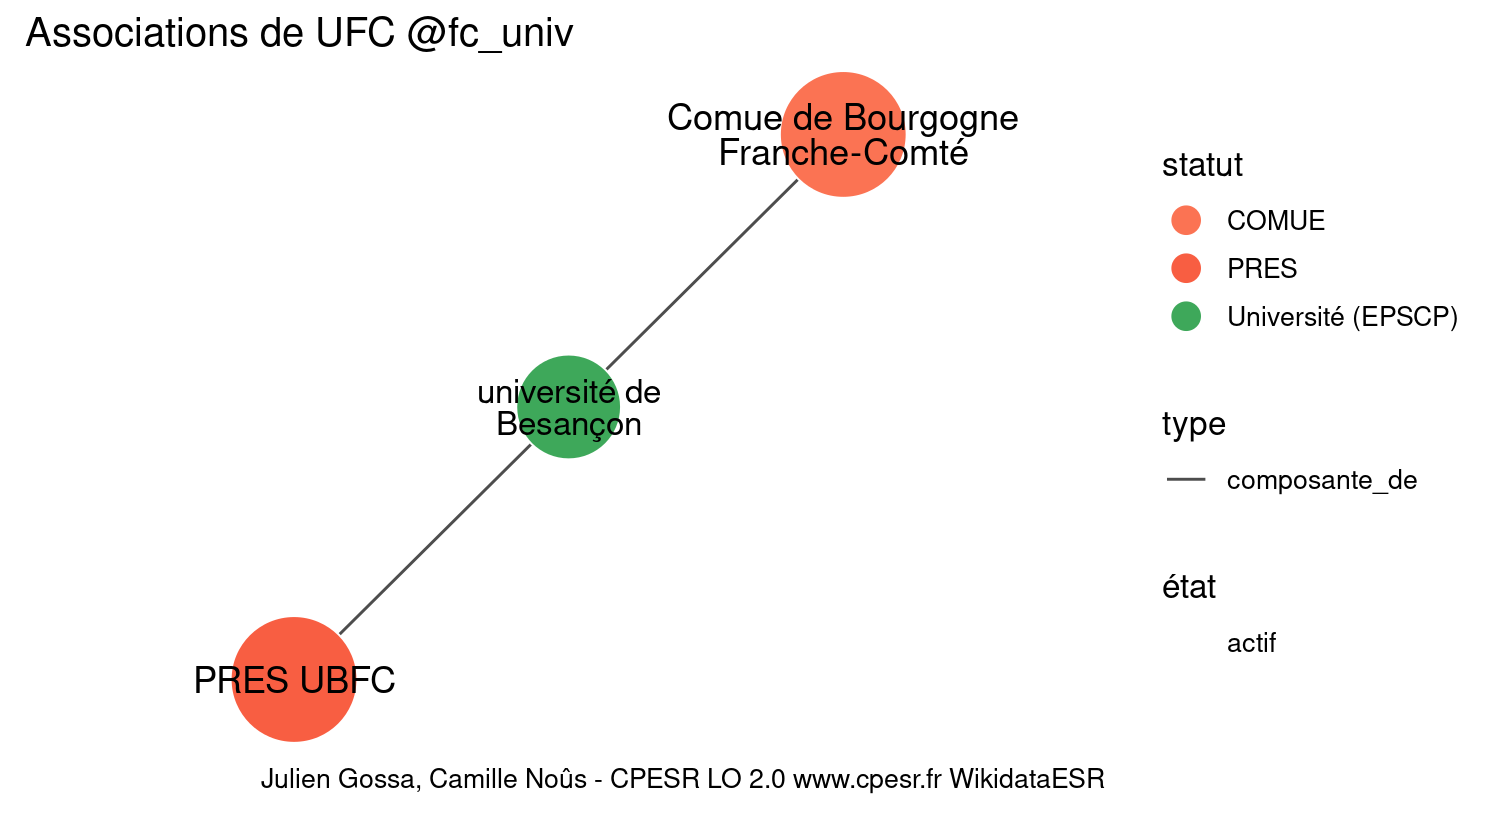 Associations de UFC @fc_univ
Comue de Bourgogne
Franche-Comté
université de
Besançon
PRES UBFC
statut
COMUE
PRES
Université (EPSCP)
type
composante_de
état
actif
Julien Gossa, Camille Noûs - CPESR LO 2.0 www.cpesr.fr WikidataESR